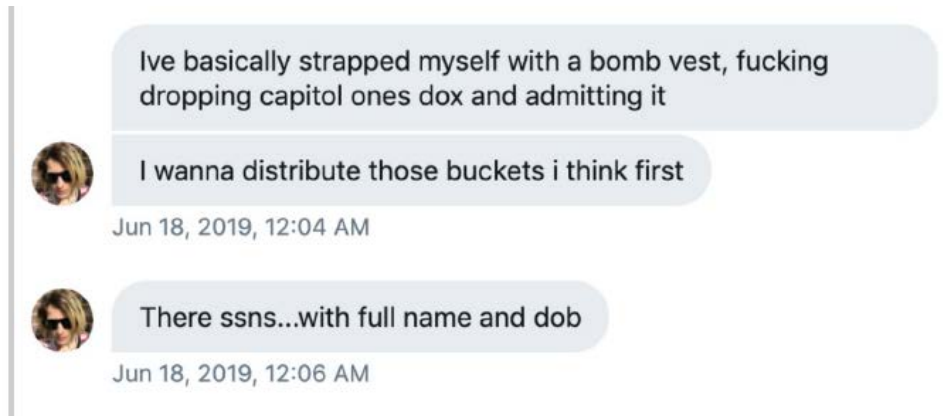 Ive basically strapped myself with a bomb vest, fucking
dropping capitol ones dox and admitting it
I wanna distribute those buckets i think first
Jun 18, 2019, 12:04 AM
There ssns...with full name and dob
Jun 18, 2019, 12:06 AM